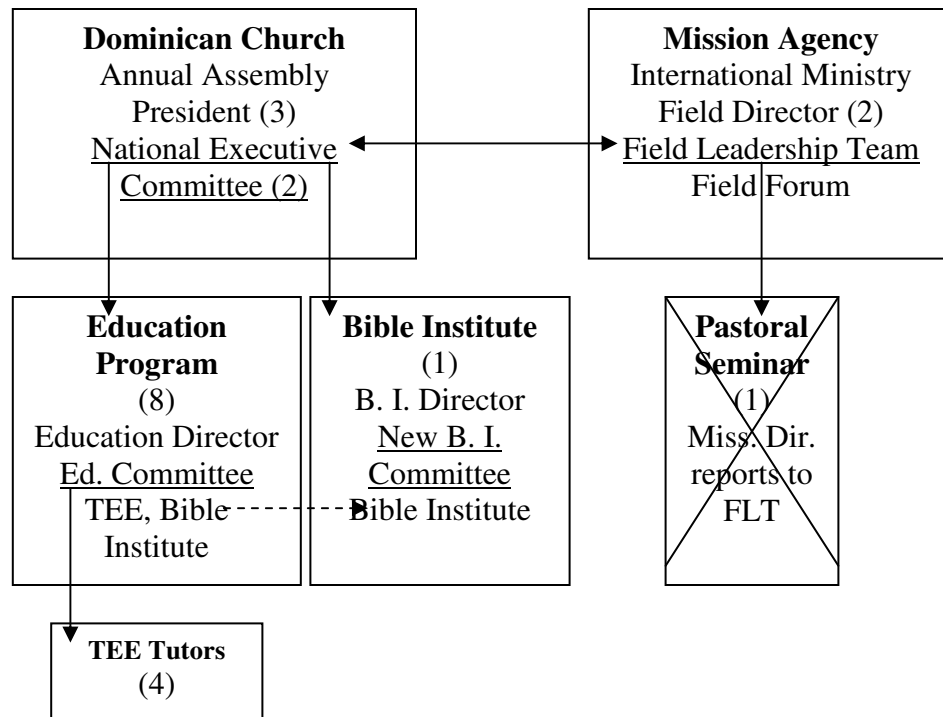 Dominican Church
Annual Assembly
President (3)
National Executive
Committee (2)
Mission Agency
International Ministry
Field Director (2)
Field Leadership Team
Field Forum
Education
Program
(8)
Education Director
Ed. Committee
TEE, Bible
Institute
Bible Institute
(1)
B. I. Director
New B. I.
Committee
Bible Institute
Pastoral
Seminar
(1)
Miss. Dir.
reports to
FLT
TEE Tutors
(4)